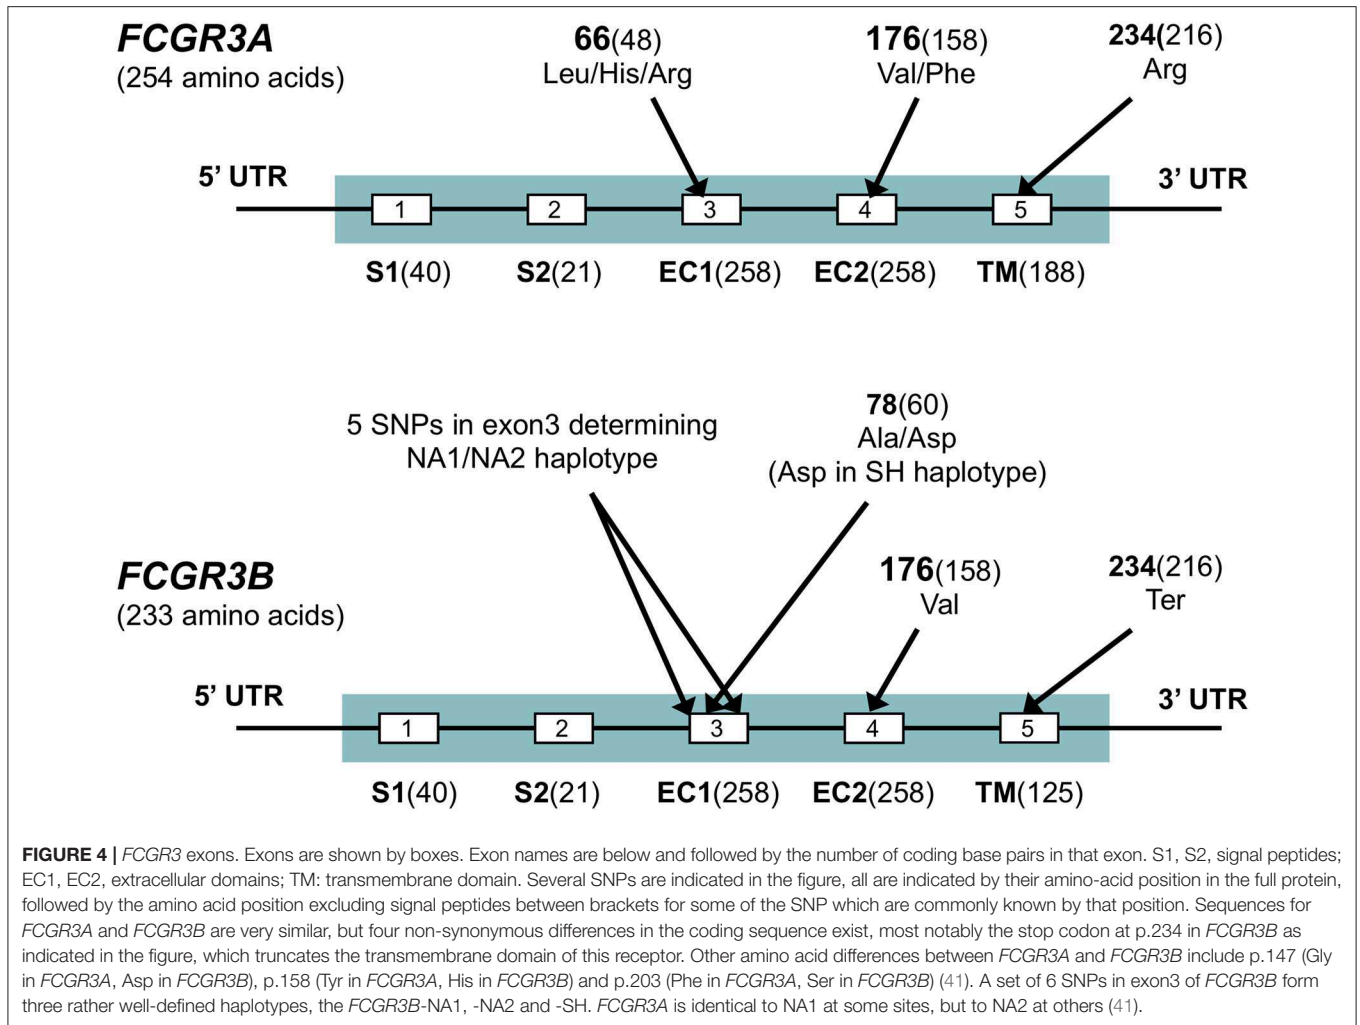 FCGR3A
(254 amino acids)
66(48)
Leu/His/Arg
176(158)
Val/Phe
234(216)
Arg
5’ UTR
3’ UTR
1
2
3
4
5
S1(40)
S2(21)
EC1(258)
EC2(258)
TM(188)
5 SNPs in exon3 determining
NA1/NA2 haplotype
78(60)
Ala/Asp
(Asp in SH haplotype)
FCGR3B
(233 amino acids)
176(158)
Val
234(216)
Ter
5’ UTR
3’ UTR
1
2
3
4
5
S1(40)
S2(21)
EC1(258)
EC2(258)
TM(125)
FIGURE 4 | FCGR3 exons. Exons are shown by boxes. Exon names are below and followed by the number of coding base pairs in that exon. S1, S2, signal peptides;
EC1, EC2, extracellular domains; TM: transmembrane domain. Several SNPs are indicated in the figure, all are indicated by their amino-acid position in the full protein,
followed by the amino acid position excluding signal peptides between brackets for some of the SNP which are commonly known by that position. Sequences for
FCGR3A and FCGR3B are very similar, but four non-synonymous differences in the coding sequence exist, most notably the stop codon at p.234 in FCGR3B as
indicated in the figure, which truncates the transmembrane domain of this receptor. Other amino acid differences between FCGR3A and FCGR3B include p.147 (Gly
in FCGR3A, Asp in FCGR3B), p.158 (Tyr in FCGR3A, His in FCGR3B) and p.203 (Phe in FCGR3A, Ser in FCGR3B) (41). A set of 6 SNPs in exon3 of FCGR3B form
three rather well-defined haplotypes, the FCGR3B-NA1, -NA2 and -SH. FCGR3A is identical to NA1 at some sites, but to NA2 at others (41).